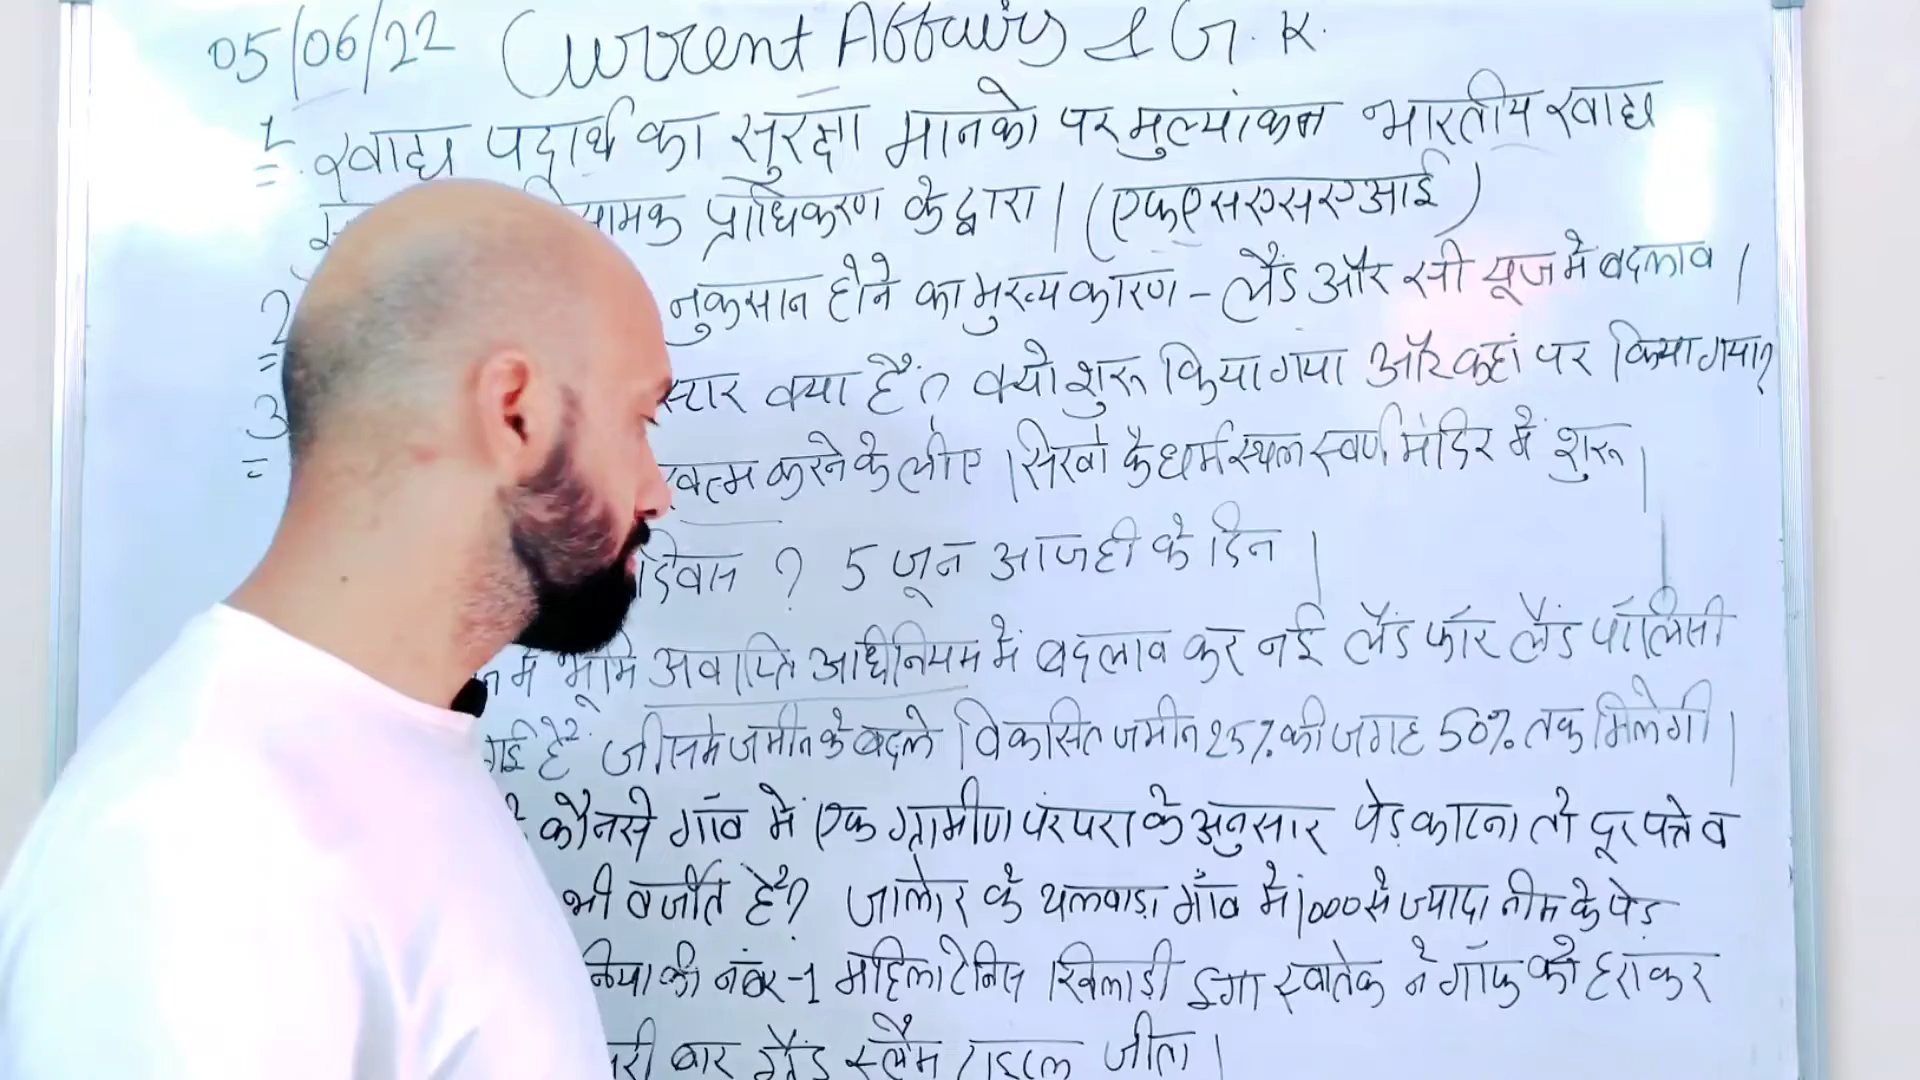 05/06/22 Current Affairs & G.K.
1. खाद्य पदार्थ का सुरक्षा मानको पर मुल्यांकन भारतीय खाद्य
प्राधिकरण के द्वारा। (एफएसएसएआई)
2 नुकसान होने का मुख्य कारण - लैंड और सी यूज मे बदलाव।
3 स्टार क्या है? क्यो शुरू किया गया और कहां पर किया गया?
खत्म करने के लीए। सिखो के धर्म स्थल स्वर्ण मंदिर मे शुरू।
दिवस ? 5 जून आज ही के दिन।
मे भूमि अवाप्ति अधिनियम में बदलाव कर नई लैंड फॉर लैंड पॉलिसी
गई है? जीसमे जमीन के बदले विकसित जमीन 25% की जगह 50% तक मिलेगी।
कौनसे गाँव मे एक ग्रामीण परंपरा के अनुसार पेड़ काटना तो दूर पत्ते व
भी वर्जीत है? जालोर के थलवाड़ा गाँव मे 1000 से ज्यादा नीम के पेड़
की नंबर-1 महिला टेनिस खिलाड़ी इगा स्वातेक ने गॉफ को हराकर
बार ग्रैंड स्लैम टाइटल जीता।